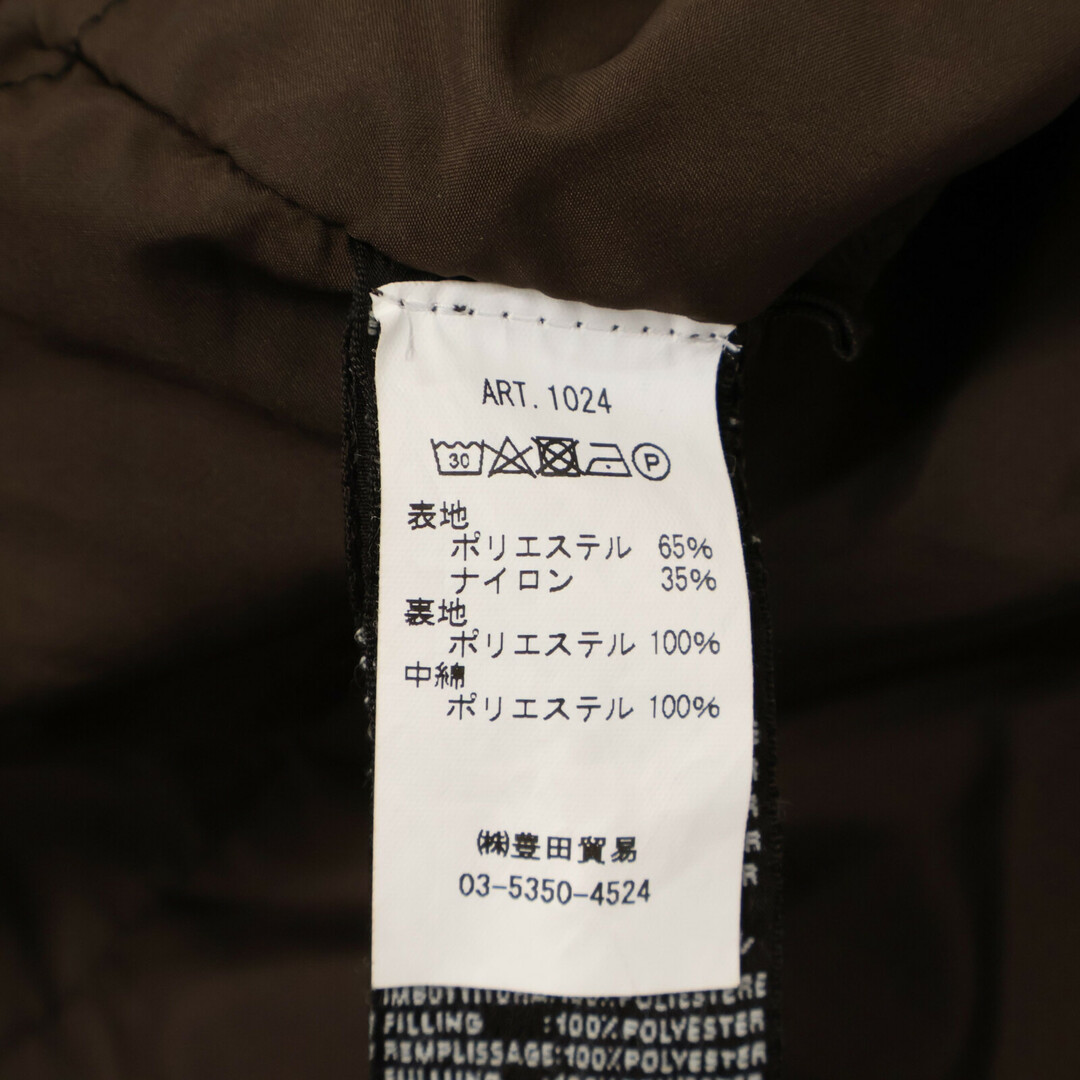 ART.1024
30 P
表地
ポリエステル 65%
ナイロン 35%
裏地
ポリエステル 100%
中綿
ポリエステル 100%
㈱豊田貿易
03-5350-4524
FILLING :100%POLYESTER
REMPLISSAGE:100%POLYESTER